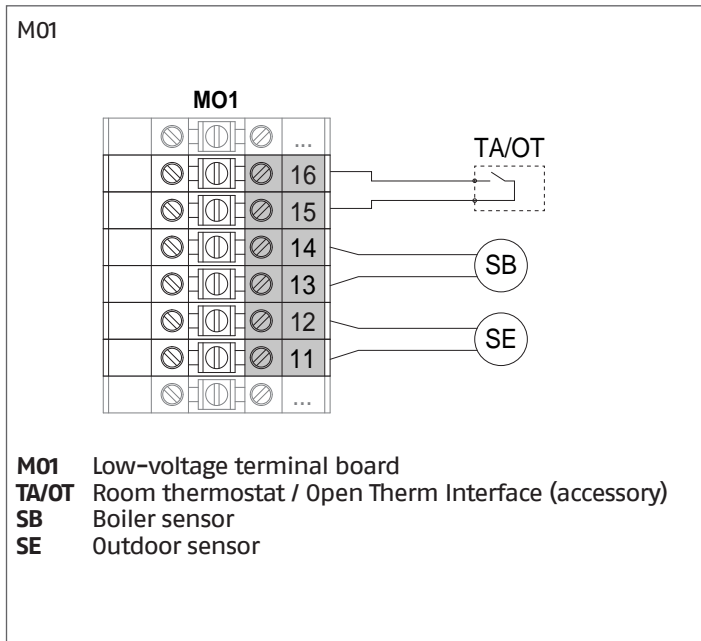 M01
MO1
...
16
TA/OT
15
14
SB
13
12
SE
11
...
M01 Low-voltage terminal board
TA/OT Room thermostat / Open Therm Interface (accessory)
SB Boiler sensor
SE Outdoor sensor